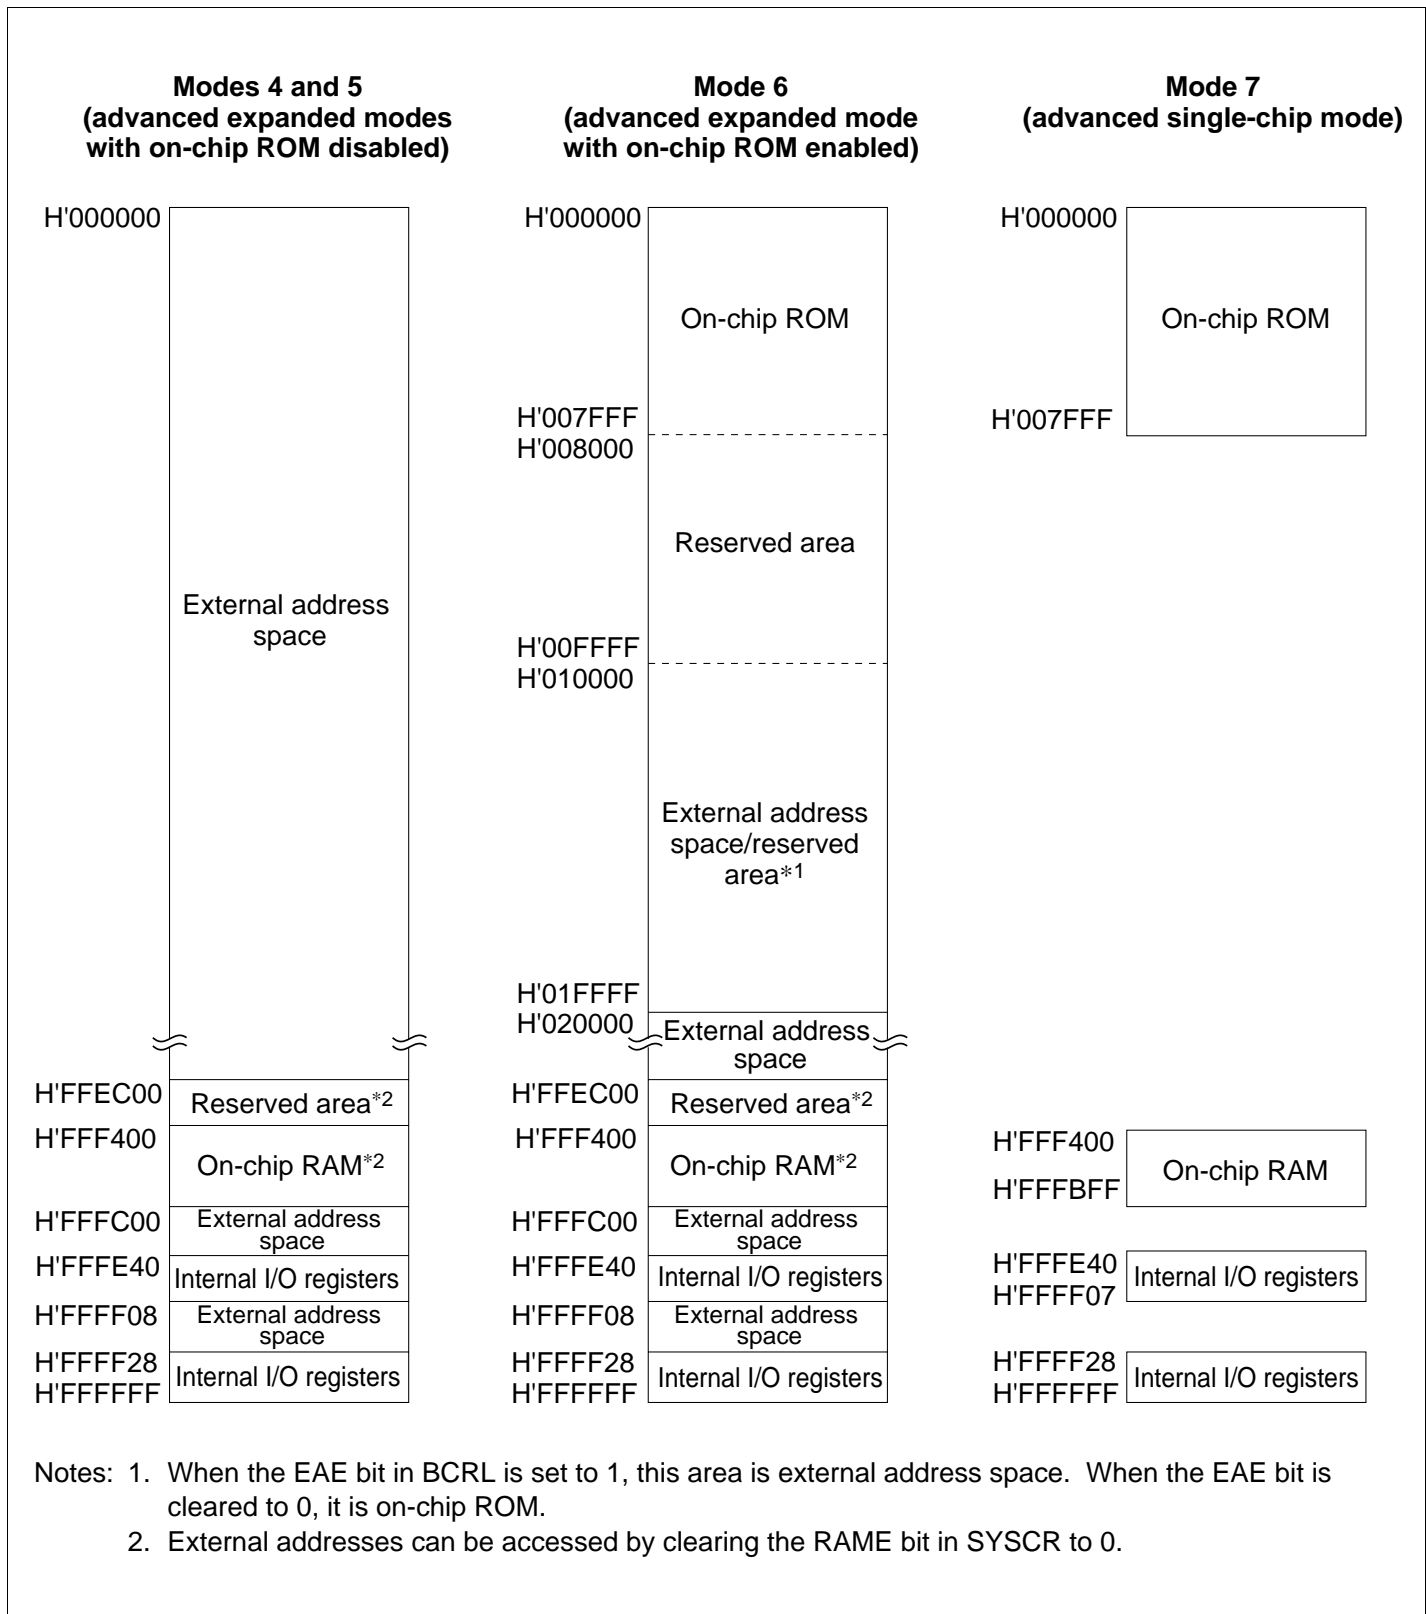 Modes 4 and 5
(advanced expanded modes
with on-chip ROM disabled)
H'000000
External address
space
H'FFEC00
Reserved area*2
H'FFF400
On-chip RAM*2
H'FFFC00
External address
space
H'FFFE40
Internal I/O registers
H'FFFF08
External address
space
H'FFFF28
Internal I/O registers
H'FFFFFF
Mode 6
(advanced expanded mode
with on-chip ROM enabled)
H'000000
On-chip ROM
H'007FFF
H'008000
Reserved area
H'00FFFF
H'010000
External address
space/reserved
area*1
H'01FFFF
H'020000
External address
space
H'FFEC00
Reserved area*2
H'FFF400
On-chip RAM*2
H'FFFC00
External address
space
H'FFFE40
Internal I/O registers
H'FFFF08
External address
space
H'FFFF28
Internal I/O registers
H'FFFFFF
Mode 7
(advanced single-chip mode)
H'000000
On-chip ROM
H'007FFF
H'FFF400
On-chip RAM
H'FFFBFF
H'FFFE40
Internal I/O registers
H'FFFF07
H'FFFF28
Internal I/O registers
H'FFFFFF
Notes: 1. When the EAE bit in BCRL is set to 1, this area is external address space. When the EAE bit is
cleared to 0, it is on-chip ROM.
2. External addresses can be accessed by clearing the RAME bit in SYSCR to 0.